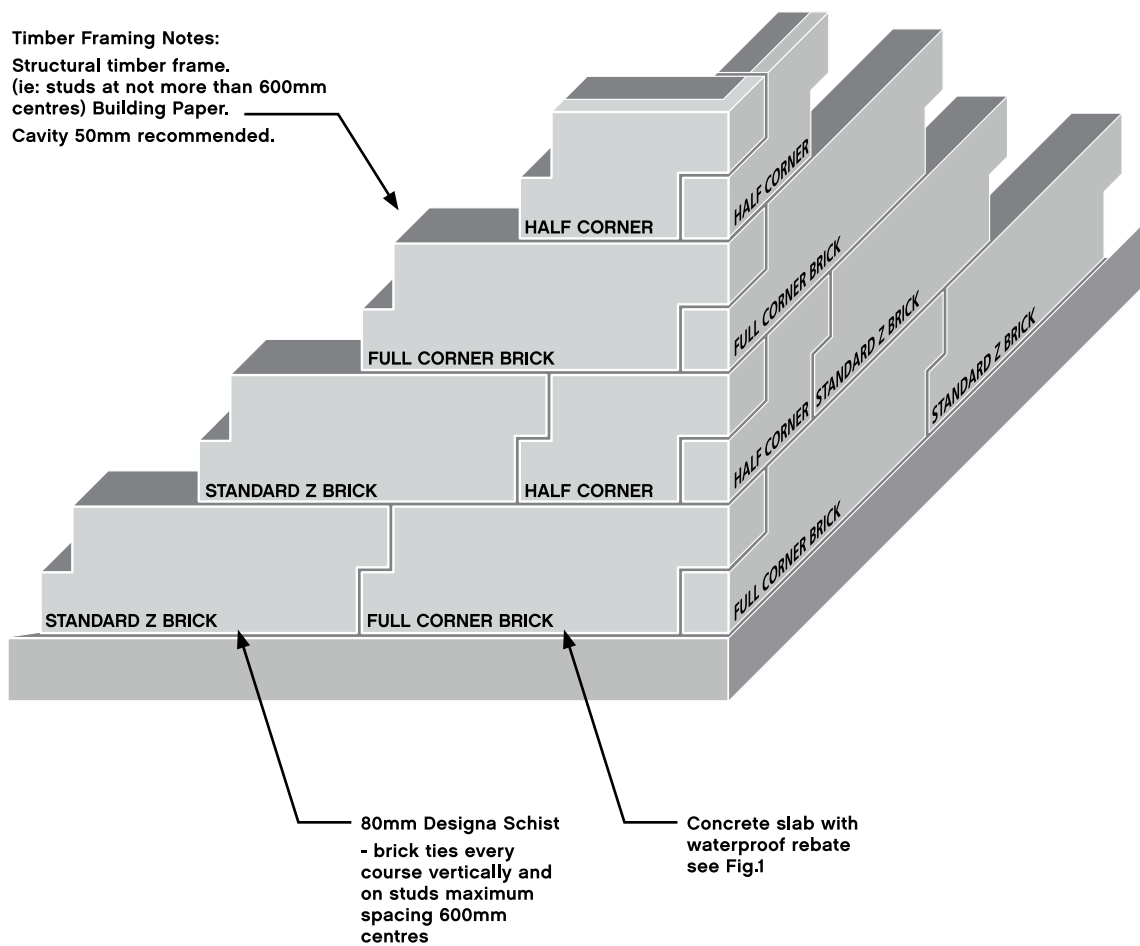 Timber Framing Notes:
Structural timber frame.
(ie: studs at not more than 600mm
centres) Building Paper.
Cavity 50mm recommended.
HALF CORNER
HALF CORNER
FULL CORNER BRICK
FULL CORNER BRICK
STANDARD Z BRICK
HALF CORNER
HALF CORNER
STANDARD Z BRICK
STANDARD Z BRICK
STANDARD Z BRICK
FULL CORNER BRICK
FULL CORNER BRICK
80mm Designa Schist
- brick ties every
course vertically and
on studs maximum
spacing 600mm
centres
Concrete slab with
waterproof rebate
see Fig.1